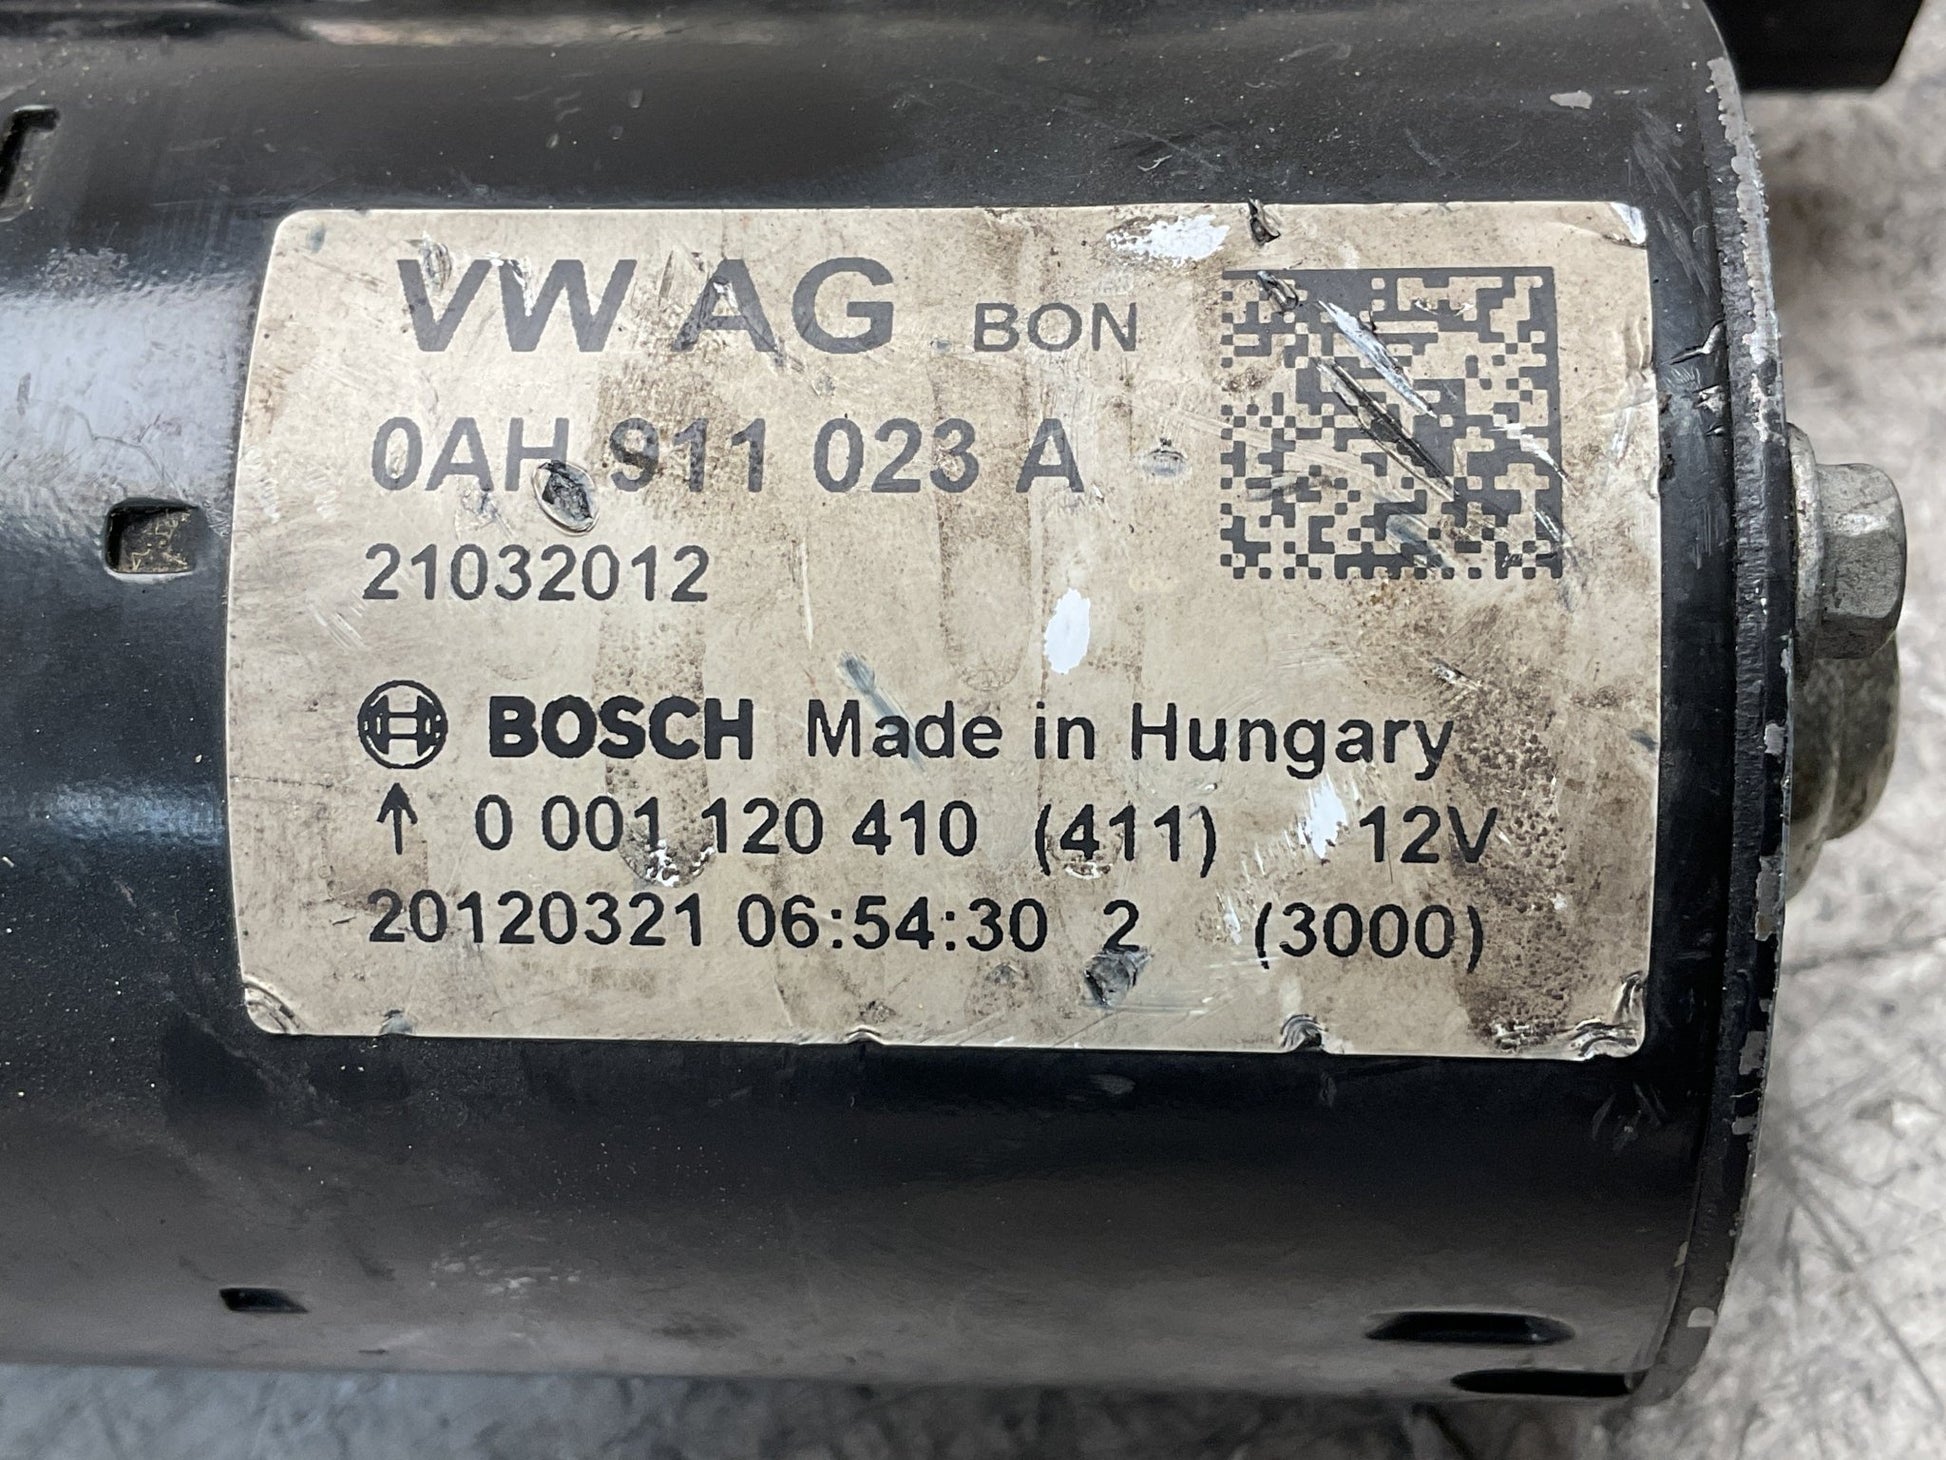 VW AG BON
0AH 911 023 A
21032012
BOSCH Made in Hungary
↑ 0 001 120 410 (411) 12V
20120321 06:54:30 2 (3000)